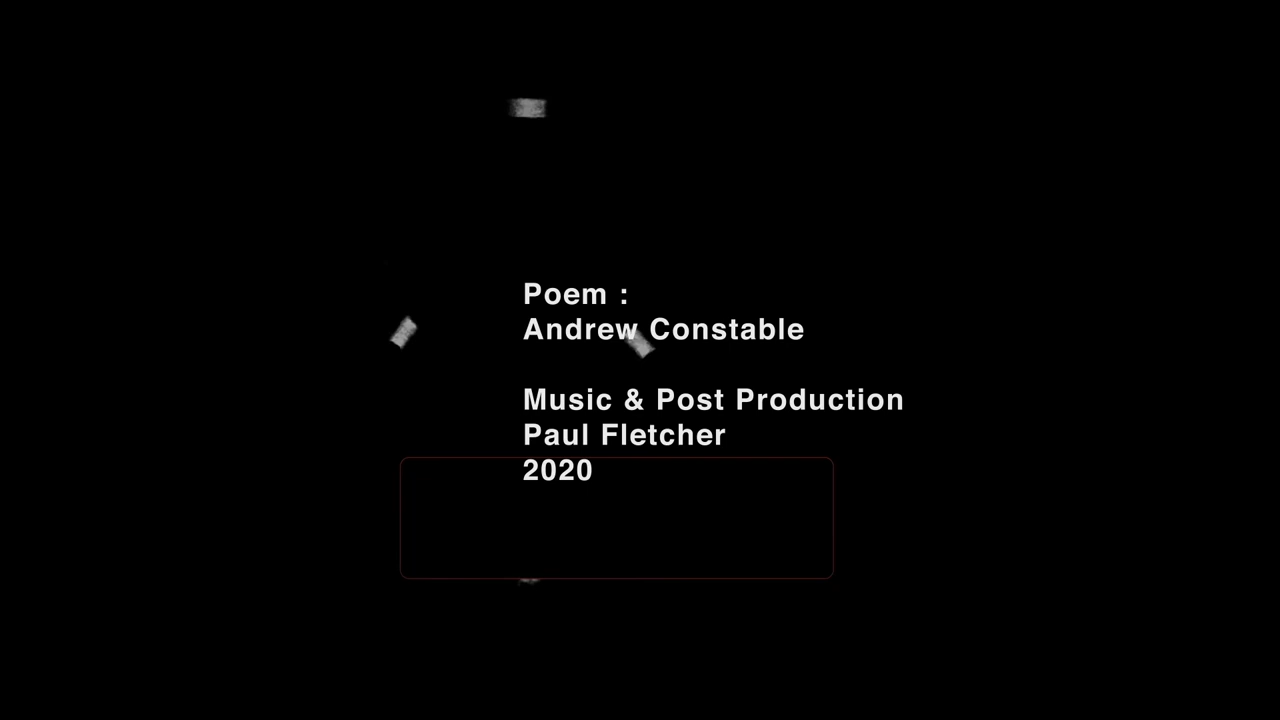 Poem :
Andrew Constable
Music & Post Production
Paul Fletcher
2020